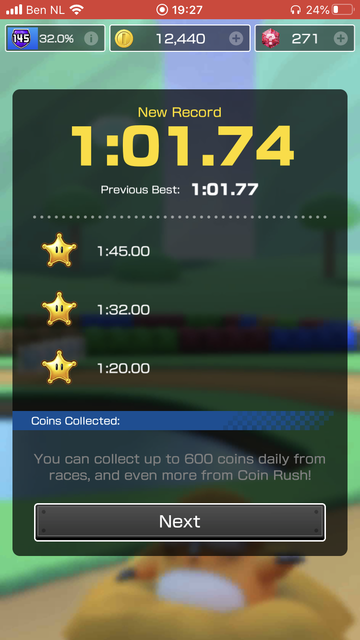 Ben NL 19:27 24%
145 32.0% i 12,440 + 271 +
New Record
1:01.74
Previous Best: 1:01.77
1:45.00
1:32.00
1:20.00
Coins Collected:
You can collect up to 600 coins daily from
races, and even more from Coin Rush!
Next